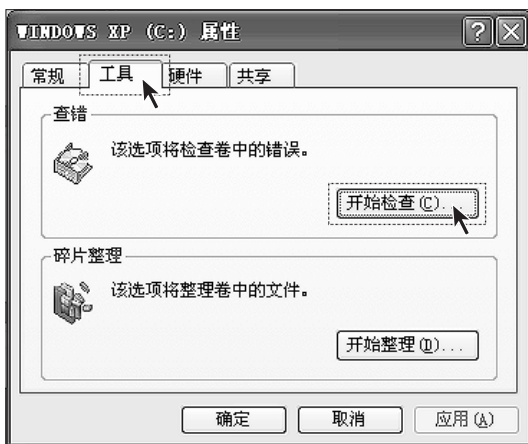 WINDOWS XP (C:) 属性
常规 工具 硬件 共享
查错
该选项将检查卷中的错误。
开始检查(C)...
碎片整理
该选项将整理卷中的文件。
开始整理(D)...
确定 取消 应用(A)